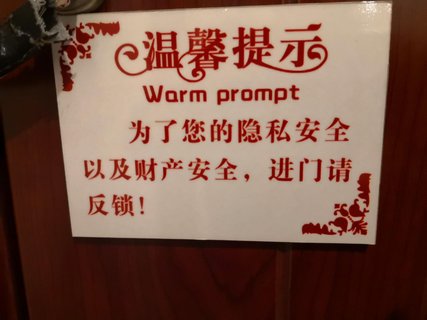 温馨提示
Warm prompt
为了您的隐私安全
以及财产安全，进门请
反锁！